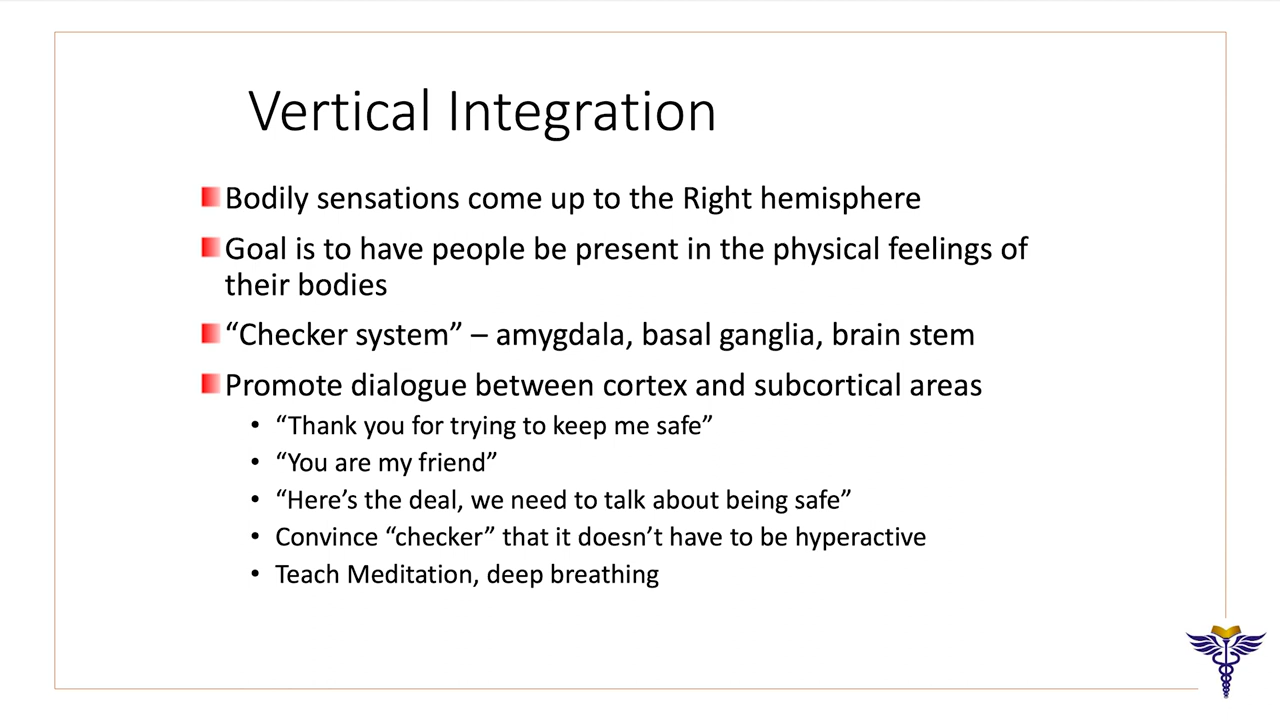 Vertical Integration
Bodily sensations come up to the Right hemisphere
Goal is to have people be present in the physical feelings of
their bodies
“Checker system” – amygdala, basal ganglia, brain stem
Promote dialogue between cortex and subcortical areas
• “Thank you for trying to keep me safe”
• “You are my friend”
• “Here’s the deal, we need to talk about being safe”
• Convince “checker” that it doesn’t have to be hyperactive
• Teach Meditation, deep breathing